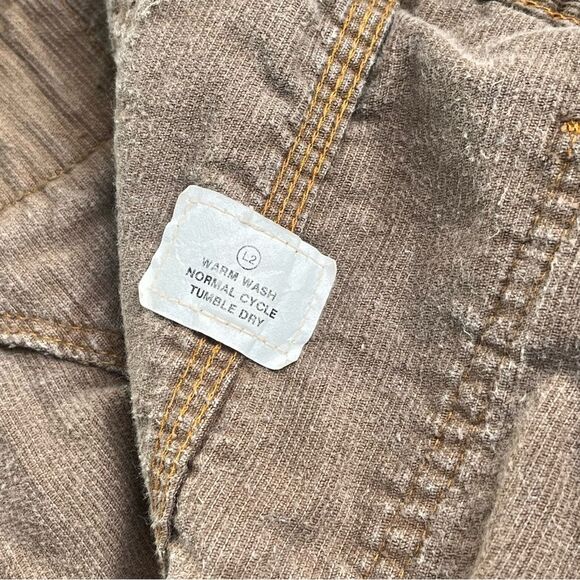 L2
WARM WASH
NORMAL CYCLE
TUMBLE DRY